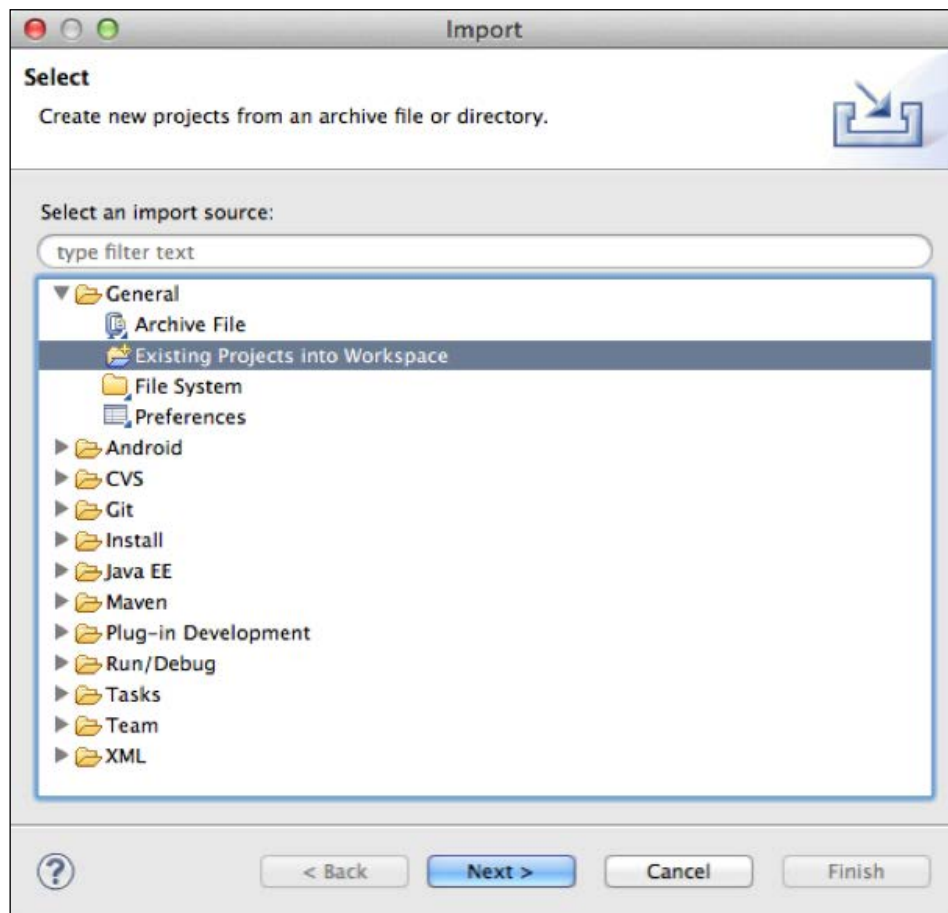 Import
Select
Create new projects from an archive file or directory.
Select an import source:
type filter text
General
Archive File
Existing Projects into Workspace
File System
Preferences
Android
CVS
Git
Install
Java EE
Maven
Plug-in Development
Run/Debug
Tasks
Team
XML
?
< Back
Next >
Cancel
Finish